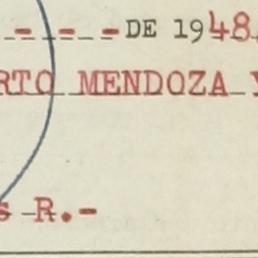 - - - DE 1948.
RTO MENDOZA Y
s R.-